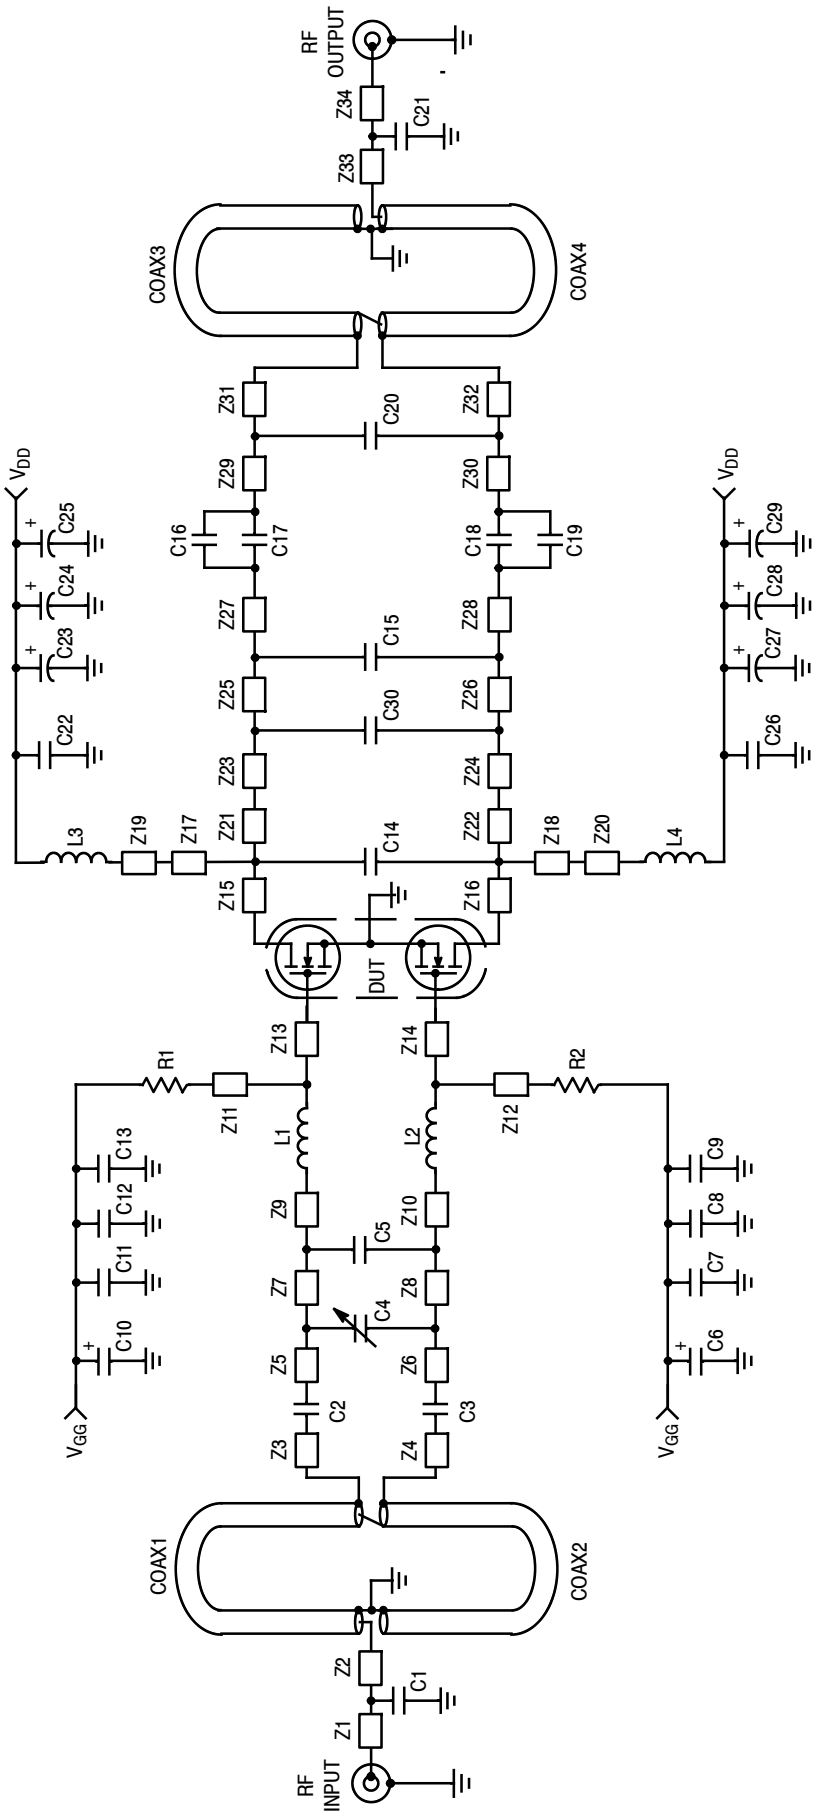 RF
INPUT
Z1
C1
Z2
COAX1
COAX2
Z3
Z4
C2
C3
Z5
Z6
C4
Z7
Z8
C5
Z9
Z10
L1
L2
VGG
+
C10
C11
C12
C13
R1
Z11
VGG
+
C6
C7
C8
C9
R2
Z12
Z13
Z14
DUT
Z15
Z16
C14
Z17
Z19
L3
Z18
Z20
L4
Z21
Z22
Z23
Z24
C30
Z25
Z26
C15
Z27
Z28
C16
C17
C18
C19
Z29
Z30
C20
Z31
Z32
C22
+
C23
+
C24
+
C25
VDD
C26
+
C27
+
C28
+
C29
VDD
COAX3
COAX4
Z33
C21
Z34
RF
OUTPUT